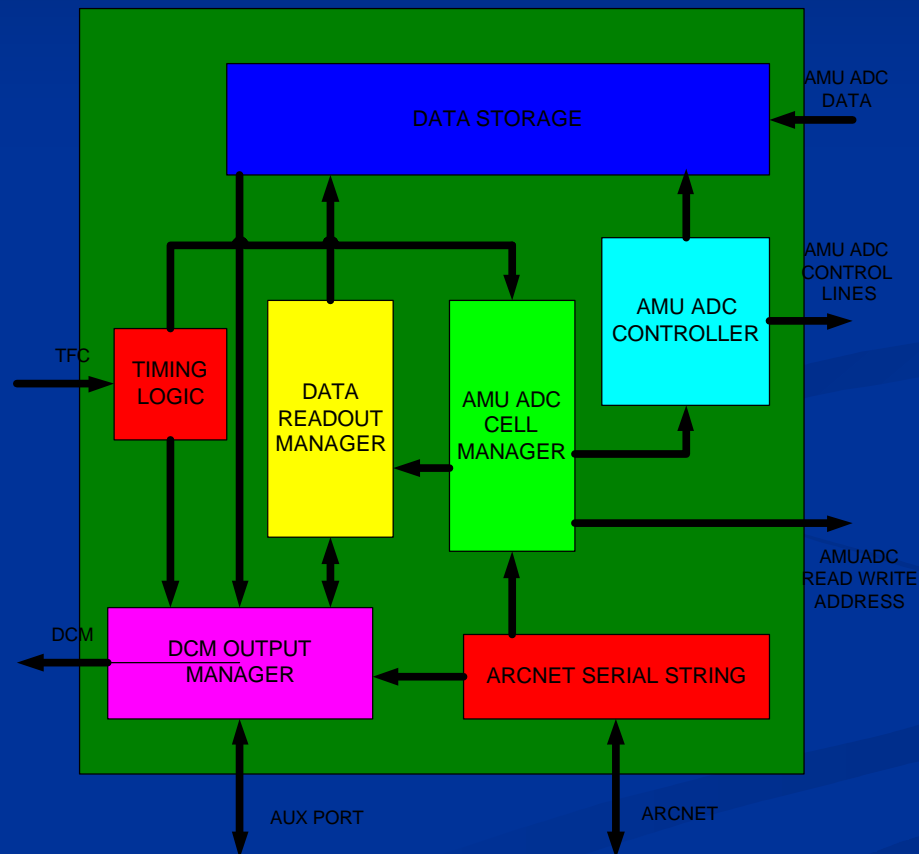 AMU ADC
DATA
DATA STORAGE
AMU ADC
CONTROL
LINES
AMU ADC
CONTROLLER
TFC
TIMING
LOGIC
DATA
READOUT
MANAGER
AMU ADC
CELL
MANAGER
AMUADC
READ WRITE
ADDRESS
DCM
DCM OUTPUT
MANAGER
ARCNET SERIAL STRING
AUX PORT
ARCNET